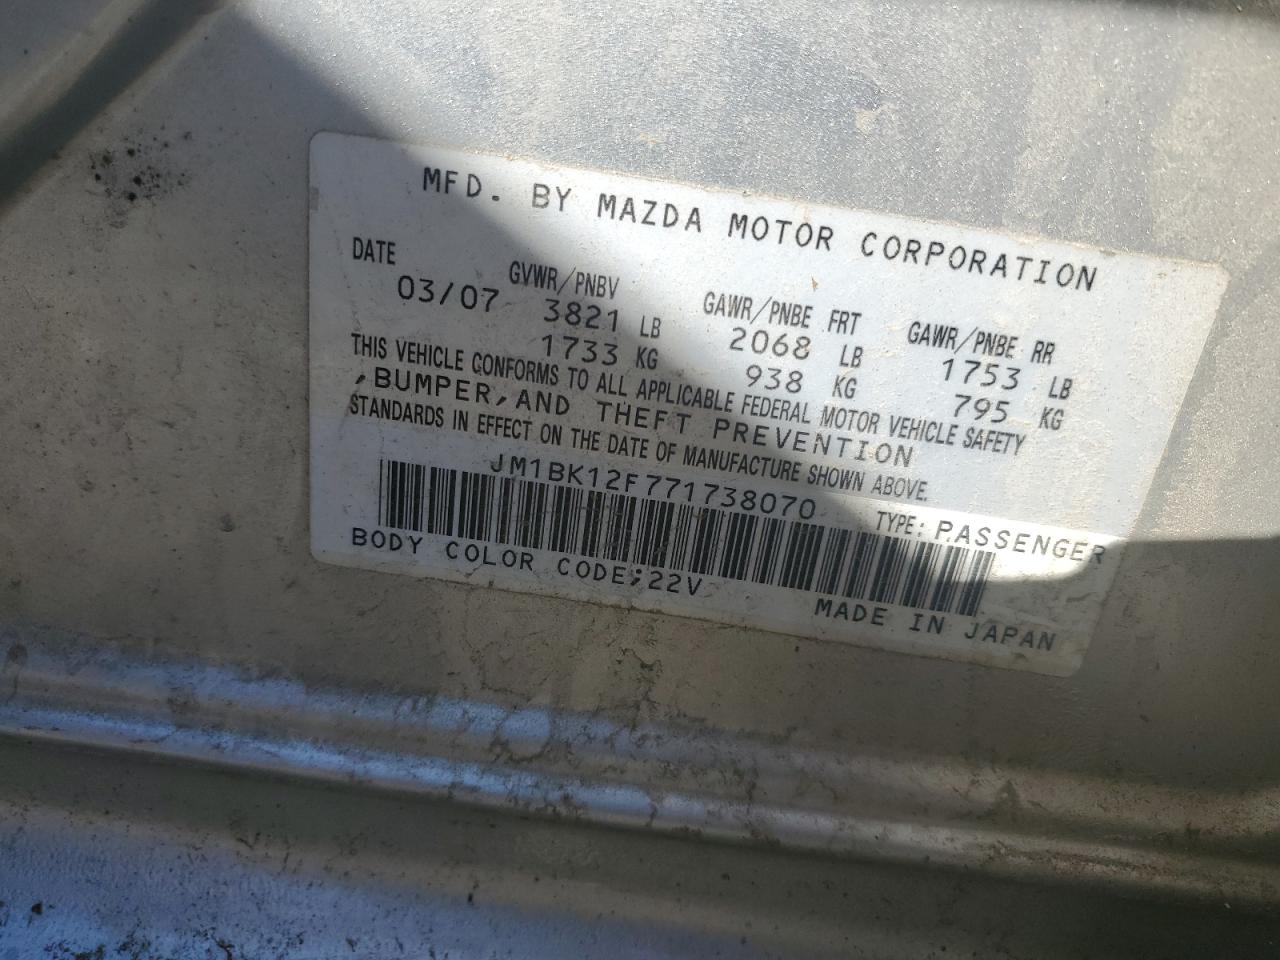 MFD. BY MAZDA MOTOR CORPORATION
DATE GVWR/PNBV GAWR/PNBE FRT GAWR/PNBE RR
03/07 3821 LB 2068 LB 1753 LB
1733 KG 938 KG 795 KG
THIS VEHICLE CONFORMS TO ALL APPLICABLE FEDERAL MOTOR VEHICLE SAFETY
,BUMPER,AND THEFT PREVENTION
STANDARDS IN EFFECT ON THE DATE OF MANUFACTURE SHOWN ABOVE.
JM1BK12F771738070 TYPE: PASSENGER
BODY COLOR CODE;22V
MADE IN JAPAN